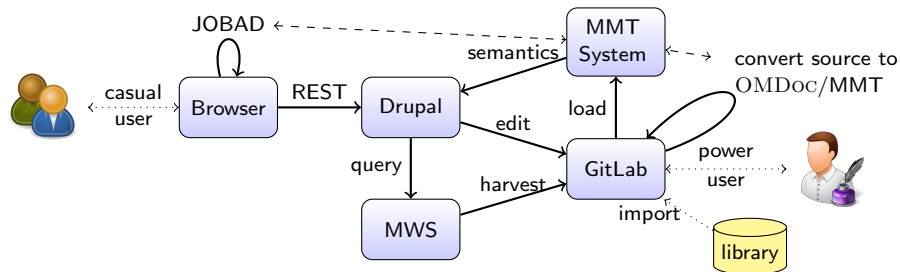 JOBAD
MMT
System
semantics
convert source to
OMDoc/MMT
casual
user
Browser
REST
Drupal
load
edit
query
GitLab
power
user
harvest
MWS
import
library